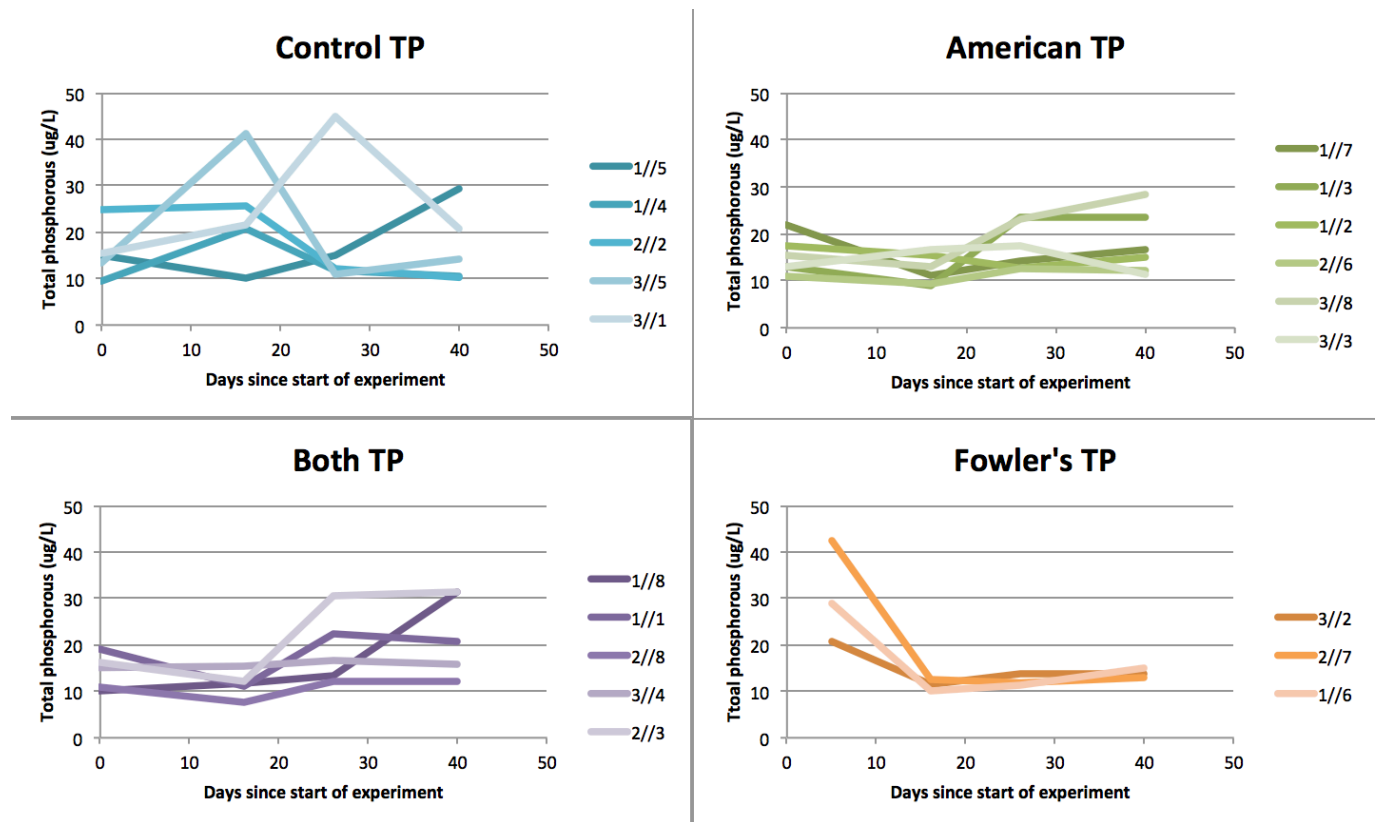 Control TP
Total phosphorous (ug/L)
50
40
30
20
10
0
0 10 20 30 40 50
Days since start of experiment
1//5
1//4
2//2
3//5
3//1
American TP
Total phosphorous (ug/L)
50
40
30
20
10
0
0 10 20 30 40 50
Days since start of experiment
1//7
1//3
1//2
2//6
3//8
3//3
Both TP
Total phosphorous (ug/L)
50
40
30
20
10
0
0 10 20 30 40 50
Days since start of experiment
1//8
1//1
2//8
3//4
2//3
Fowler's TP
Ttotal phosphorous (ug/L)
50
40
30
20
10
0
0 10 20 30 40 50
Days since start of experiment
3//2
2//7
1//6